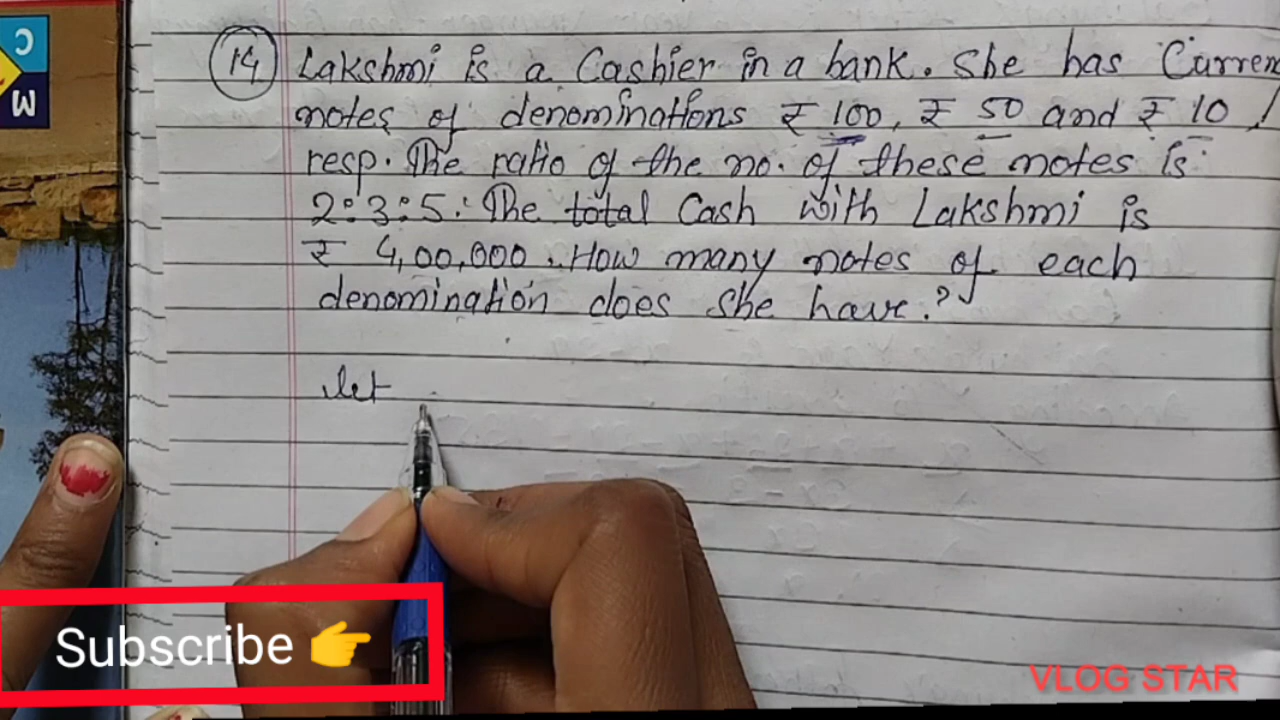 14 Lakshmi is a Cashier in a bank. She has Curren
notes of denominations ₹ 100, ₹ 50 and ₹ 10
resp. The ratio of the no. of these notes is
2:3:5. The total Cash with Lakshmi is
₹ 4,00,000. How many notes of each
denomination does she have?
let
Subscribe 👉
VLOG STAR
C
M